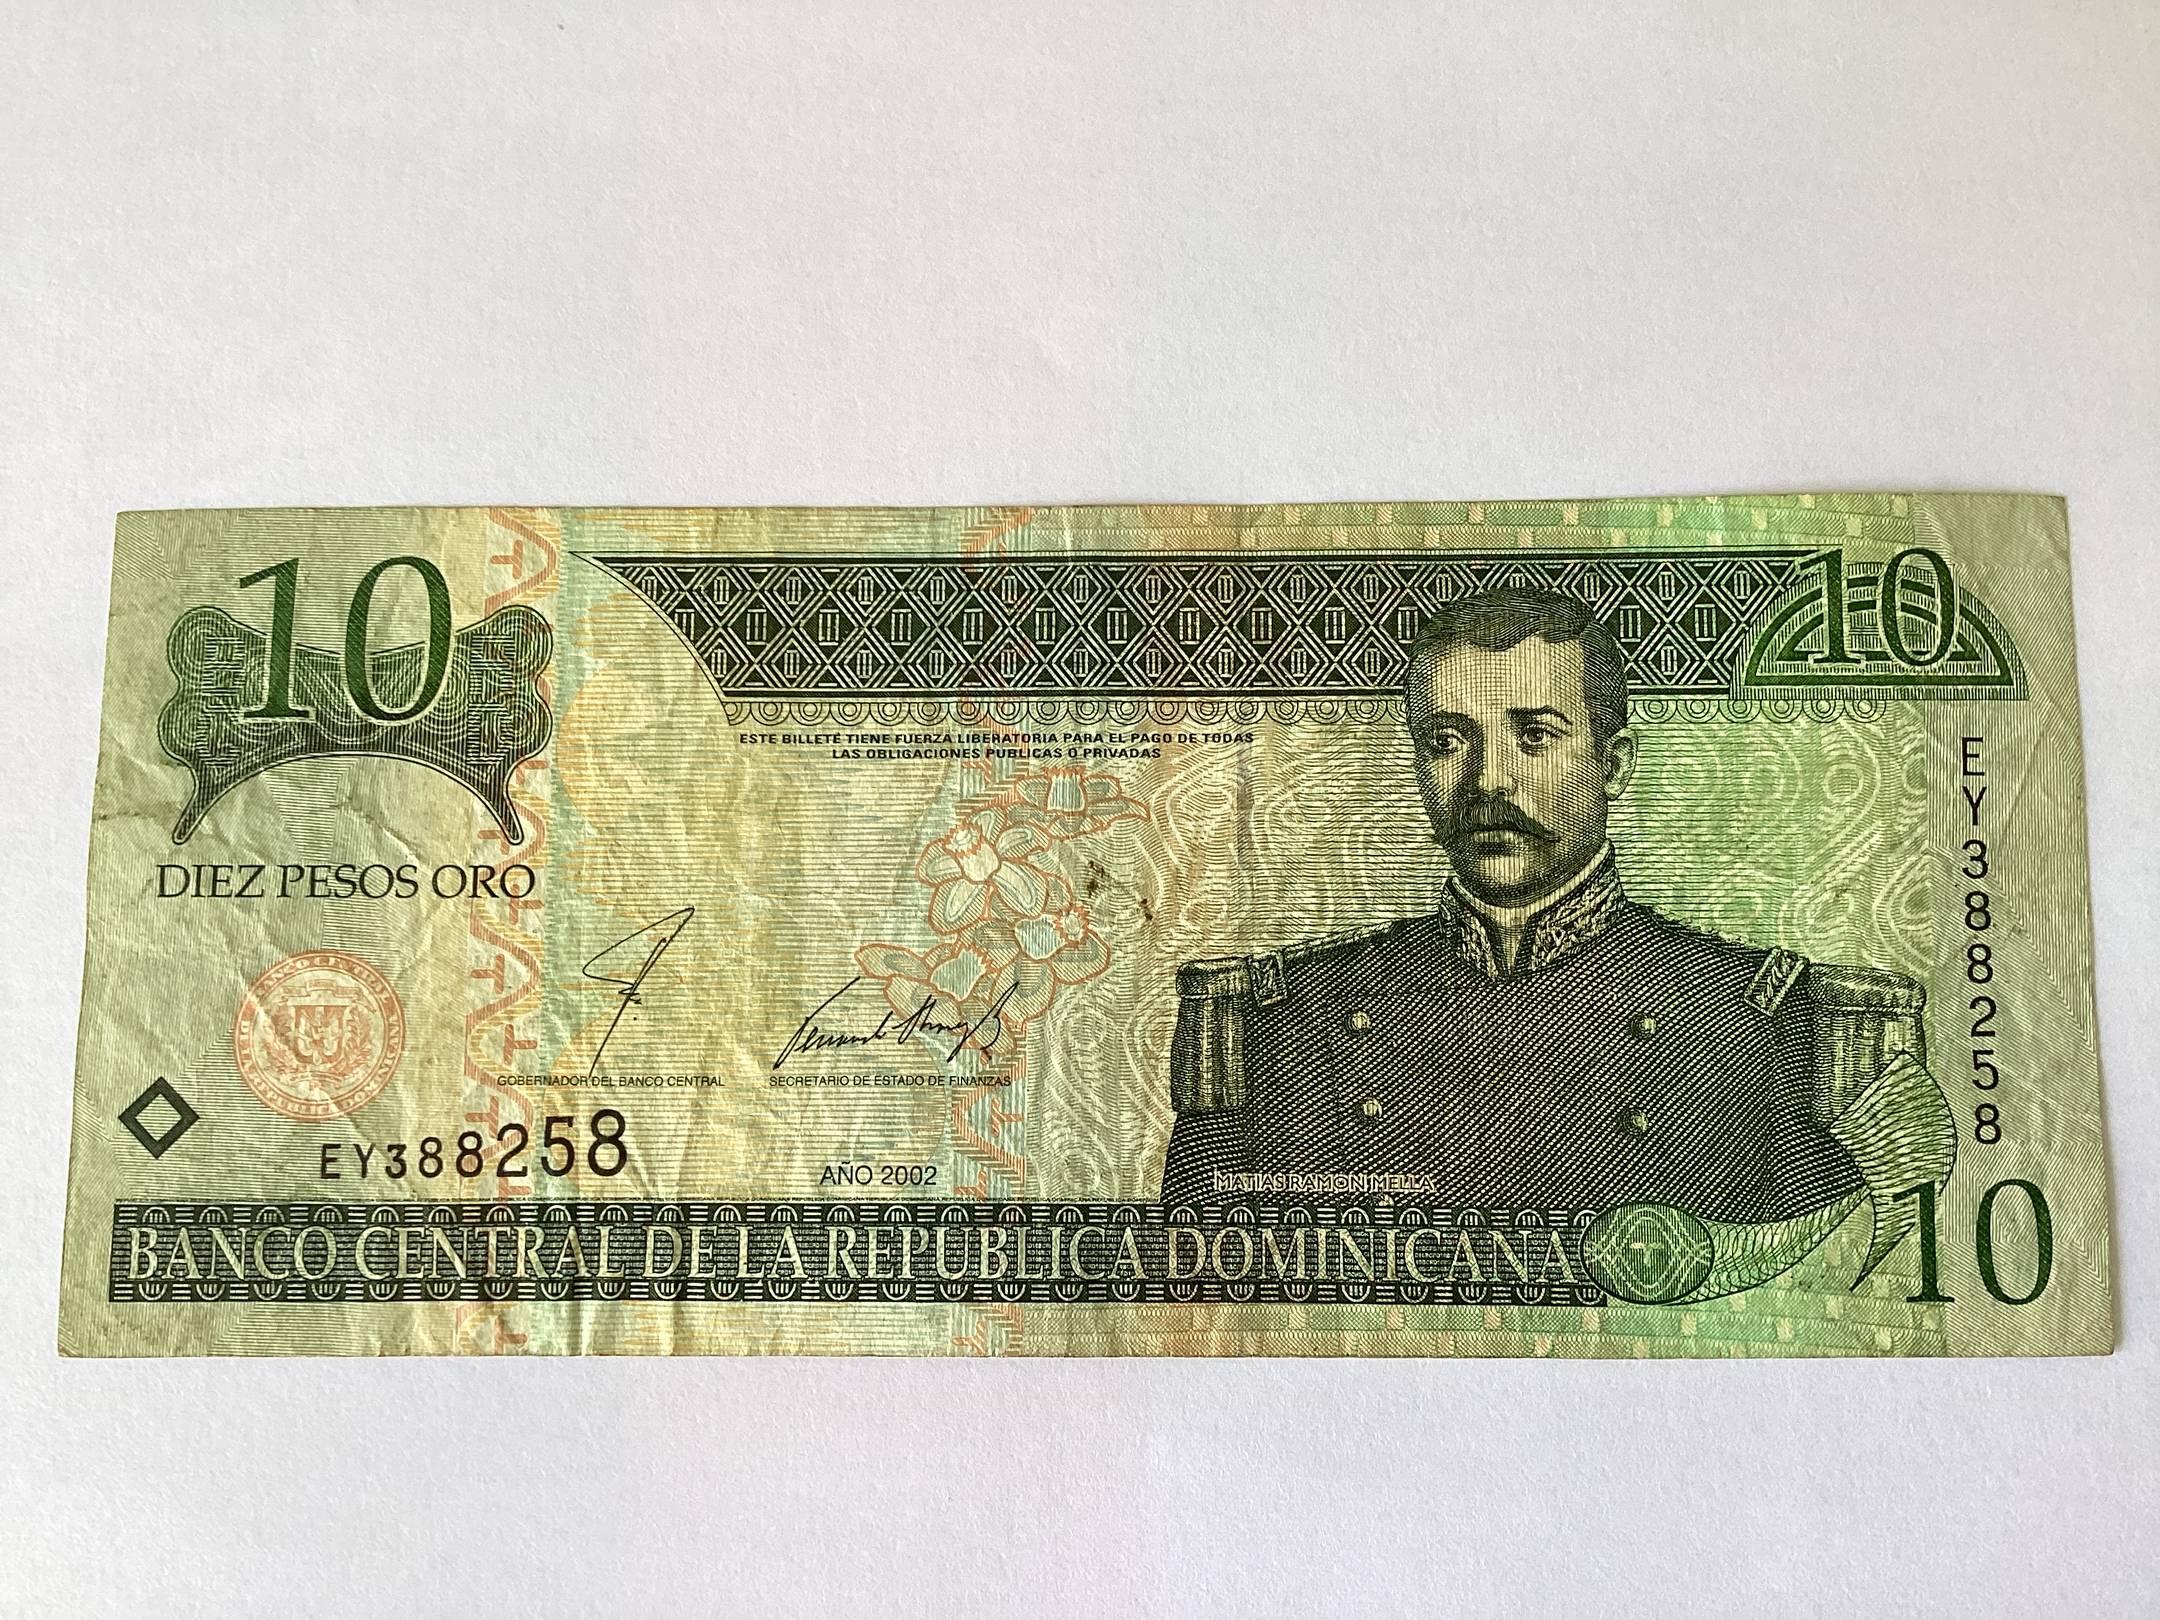 10
10
ESTE BILLETE TIENE FUERZA LIBERATORIA PARA EL PAGO DE TODAS
LAS OBLIGACIONES PUBLICAS O PRIVADAS
DIEZ PESOS ORO
EY388258
GOBERNADOR DEL BANCO CENTRAL
SECRETARIO DE ESTADO DE FINANZAS
EY388258
AÑO 2002
MATIAS RAMON MELLA
BANCO CENTRAL DE LA REPUBLICA DOMINICANA
10